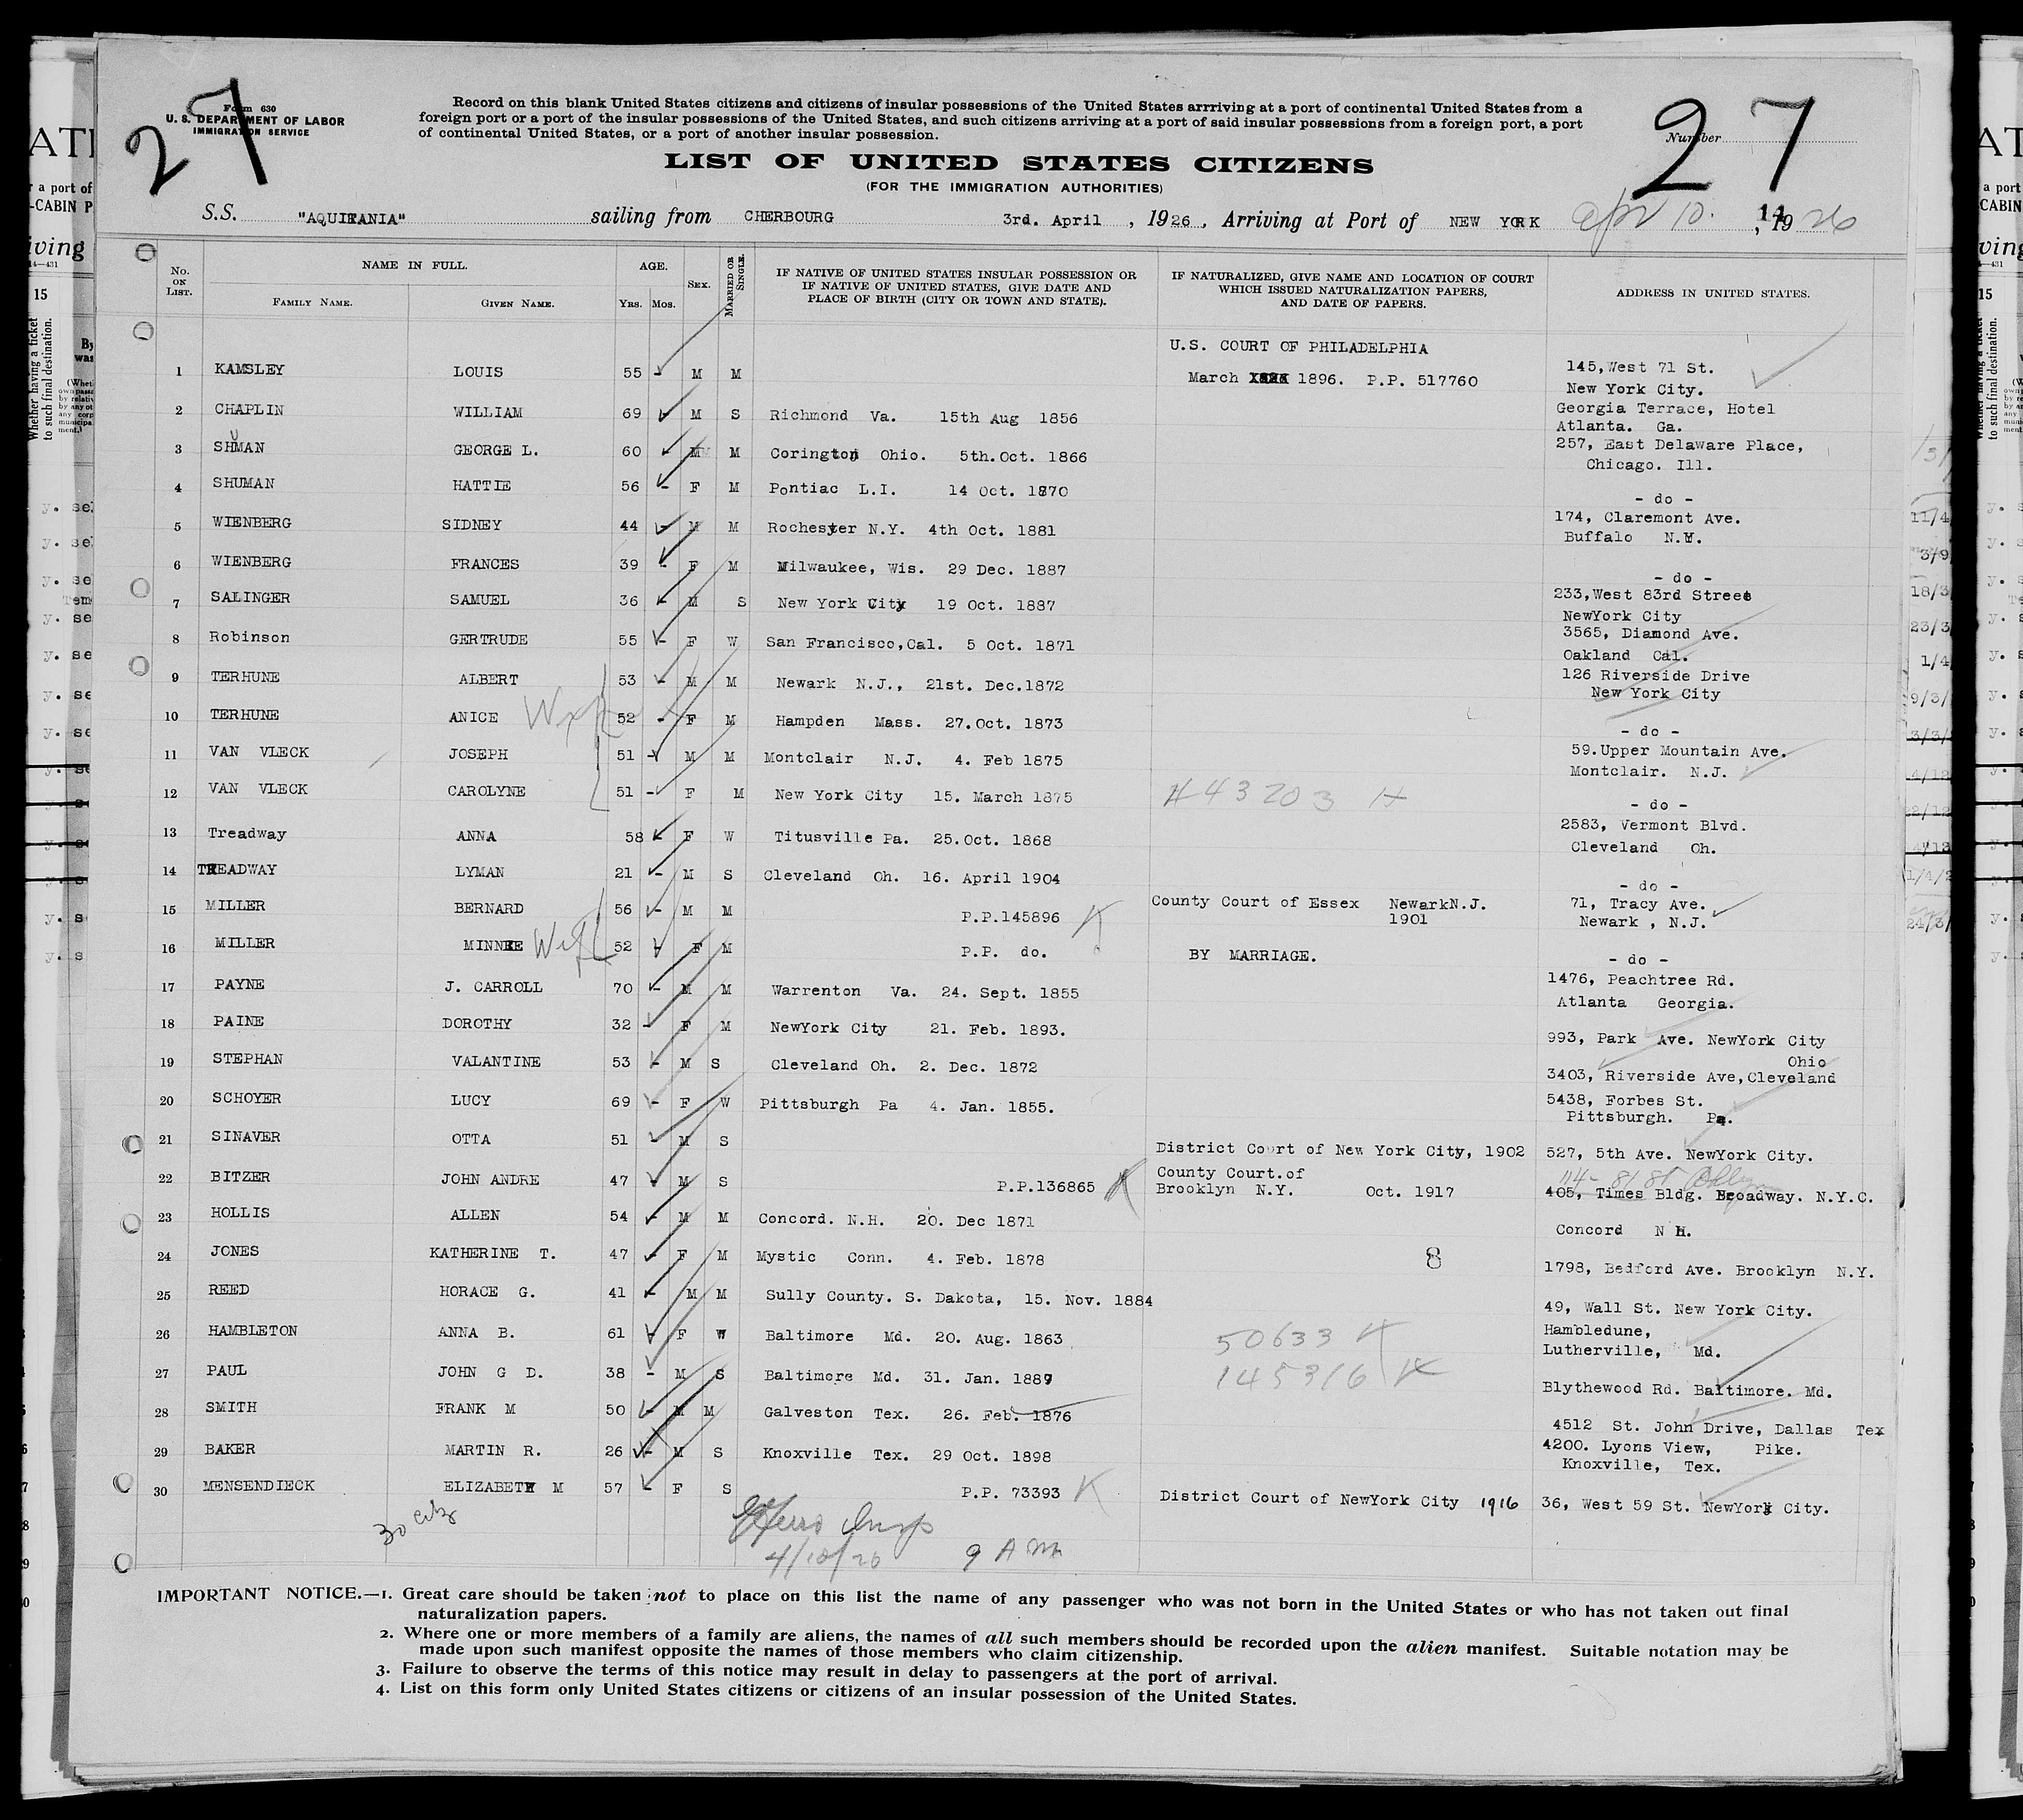 27
Form 630
U. S. DEPARTMENT OF LABOR
IMMIGRATION SERVICE
Record on this blank United States citizens and citizens of insular possessions of the United States arrriving at a port of continental United States from a
foreign port or a port of the insular possessions of the United States, and such citizens arriving at a port of said insular possessions from a foreign port, a port
of continental United States, or a port of another insular possession.
Number 27
LIST OF UNITED STATES CITIZENS
(FOR THE IMMIGRATION AUTHORITIES)
S.S. "AQUITANIA" sailing from CHERBOURG 3rd. April , 1926 , Arriving at Port of NEW YORK Apr 10. , 1926
No. ON LIST. NAME IN FULL. FAMILY NAME. GIVEN NAME. AGE. YRS. MOS. SEX. MARRIED OR SINGLE. IF NATIVE OF UNITED STATES INSULAR POSSESSION OR IF NATIVE OF UNITED STATES, GIVE DATE AND PLACE OF BIRTH (CITY OR TOWN AND STATE). IF NATURALIZED, GIVE NAME AND LOCATION OF COURT WHICH ISSUED NATURALIZATION PAPERS, AND DATE OF PAPERS. ADDRESS IN UNITED STATES.
1 KAMSLEY LOUIS 55 - M M U.S. COURT OF PHILADELPHIA March 1896. P.P. 517760 145, West 71 St. New York City.
2 CHAPLIN WILLIAM 69 - M S Richmond Va. 15th Aug 1856 Georgia Terrace, Hotel Atlanta. Ga.
3 SHUMAN GEORGE L. 60 - M M Corington Ohio. 5th. Oct. 1866 257, East Delaware Place, Chicago. Ill.
4 SHUMAN HATTIE 56 - F M Pontiac L.I. 14 Oct. 1870 - do -
5 WIENBERG SIDNEY 44 - M M Rochester N.Y. 4th Oct. 1881 174, Claremont Ave. Buffalo N.Y.
6 WIENBERG FRANCES 39 - F M Milwaukee, Wis. 29 Dec. 1887 - do -
7 SALINGER SAMUEL 36 - M S New York City 19 Oct. 1887 233, West 83rd Street NewYork City
8 Robinson GERTRUDE 55 - F W San Francisco, Cal. 5 Oct. 1871 3565, Diamond Ave. Oakland Cal.
9 TERHUNE ALBERT 53 - M M Newark N.J., 21st. Dec. 1872 126 Riverside Drive New York City
10 TERHUNE ANICE 52 - F M Hampden Mass. 27. Oct. 1873 - do -
11 VAN VLECK JOSEPH 51 - M M Montclair N.J. 4. Feb 1875 59. Upper Mountain Ave. Montclair. N.J.
12 VAN VLECK CAROLYNE 51 - F M New York City 15. March 1875 #43203 - do -
13 Treadway ANNA 58 F W Titusville Pa. 25. Oct. 1868 2583, Vermont Blvd. Cleveland Oh.
14 TREADWAY LYMAN 21 - M S Cleveland Oh. 16. April 1904 - do -
15 MILLER BERNARD 56 - M M P.P.145896 K County Court of Essex NewarkN.J. 1901 71, Tracy Ave. Newark , N.J.
16 MILLER MINNIE Wife 52 - F M P.P. do. BY MARRIAGE. - do -
17 PAYNE J. CARROLL 70 - M M Warrenton Va. 24. Sept. 1855 1476, Peachtree Rd. Atlanta Georgia.
18 PAINE DOROTHY 32 - F M NewYork City 21. Feb. 1893. 993, Park Ave. NewYork City
19 STEPHAN VALANTINE 53 - M S Cleveland Oh. 2. Dec. 1872 3403, Riverside Ave, Cleveland Ohio
20 SCHOYER LUCY 69 - F W Pittsburgh Pa 4. Jan. 1855. 5438, Forbes St. Pittsburgh. Pa.
21 SINAVER OTTA 51 - M S District Court of New York City, 1902 527, 5th Ave. NewYork City.
22 BITZER JOHN ANDRE 47 - M S P.P.136865 K County Court. of Brooklyn N.Y. Oct. 1917 405, Times Bldg. Broadway. N.Y.C.
23 HOLLIS ALLEN 54 - M M Concord. N.H. 20. Dec 1871 Concord N H.
24 JONES KATHERINE T. 47 - F M Mystic Conn. 4. Feb. 1878 8 1798, Bedford Ave. Brooklyn N.Y.
25 REED HORACE G. 41 - M M Sully County. S. Dakota, 15. Nov. 1884 49, Wall St. New York City.
26 HAMBLETON ANNA B. 61 - F W Baltimore Md. 20. Aug. 1863 50633 K Hambledune, Lutherville, Md.
27 PAUL JOHN G D. 38 - M S Baltimore Md. 31. Jan. 1887 145316 K Blythewood Rd. Baltimore. Md.
28 SMITH FRANK M 50 - M M Galveston Tex. 26. Feb. 1876 4512 St. John Drive, Dallas Tex
29 BAKER MARTIN R. 26 - M S Knoxville Tex. 29 Oct. 1898 4200. Lyons View, Pike. Knoxville, Tex.
30 MENSENDIECK ELIZABETH M 57 - F S P.P. 73393 K District Court of NewYork City 1916 36, West 59 St. NewYork City.
30 citz
4/10/26 9 AM
IMPORTANT NOTICE.—1. Great care should be taken not to place on this list the name of any passenger who was not born in the United States or who has not taken out final
naturalization papers.
2. Where one or more members of a family are aliens, the names of all such members should be recorded upon the alien manifest. Suitable notation may be
made upon such manifest opposite the names of those members who claim citizenship.
3. Failure to observe the terms of this notice may result in delay to passengers at the port of arrival.
4. List on this form only United States citizens or citizens of an insular possession of the United States.